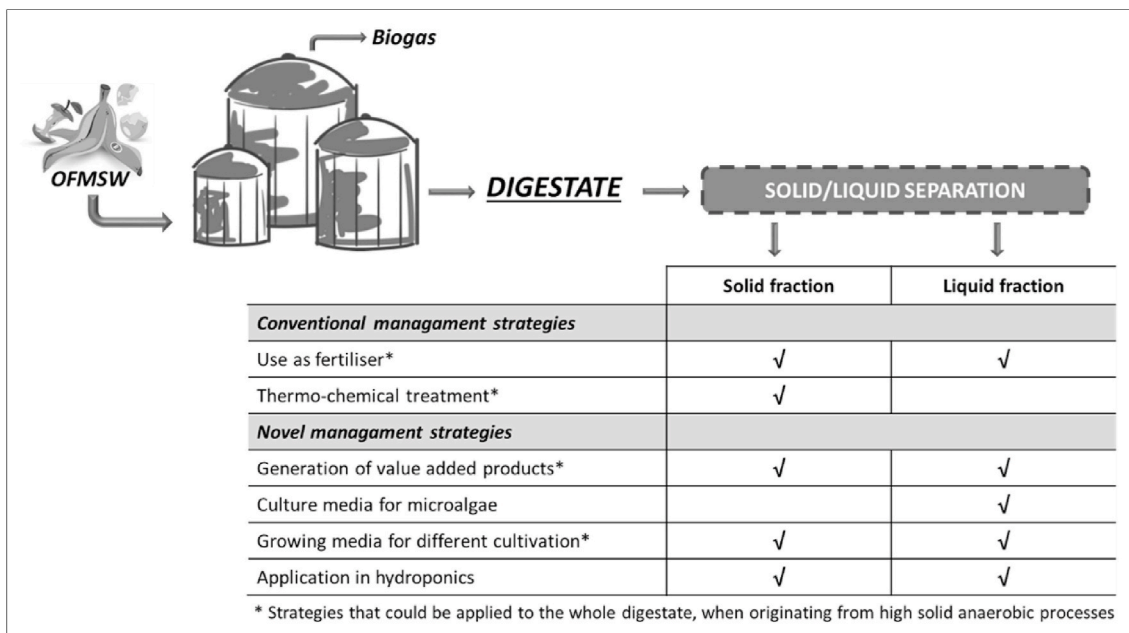 Biogas
OFMSW
DIGESTATE
SOLID/LIQUID SEPARATION
Solid fraction Liquid fraction
Conventional managament strategies
Use as fertiliser* √ √
Thermo-chemical treatment* √
Novel managament strategies
Generation of value added products* √ √
Culture media for microalgae √
Growing media for different cultivation* √ √
Application in hydroponics √ √
* Strategies that could be applied to the whole digestate, when originating from high solid anaerobic processes